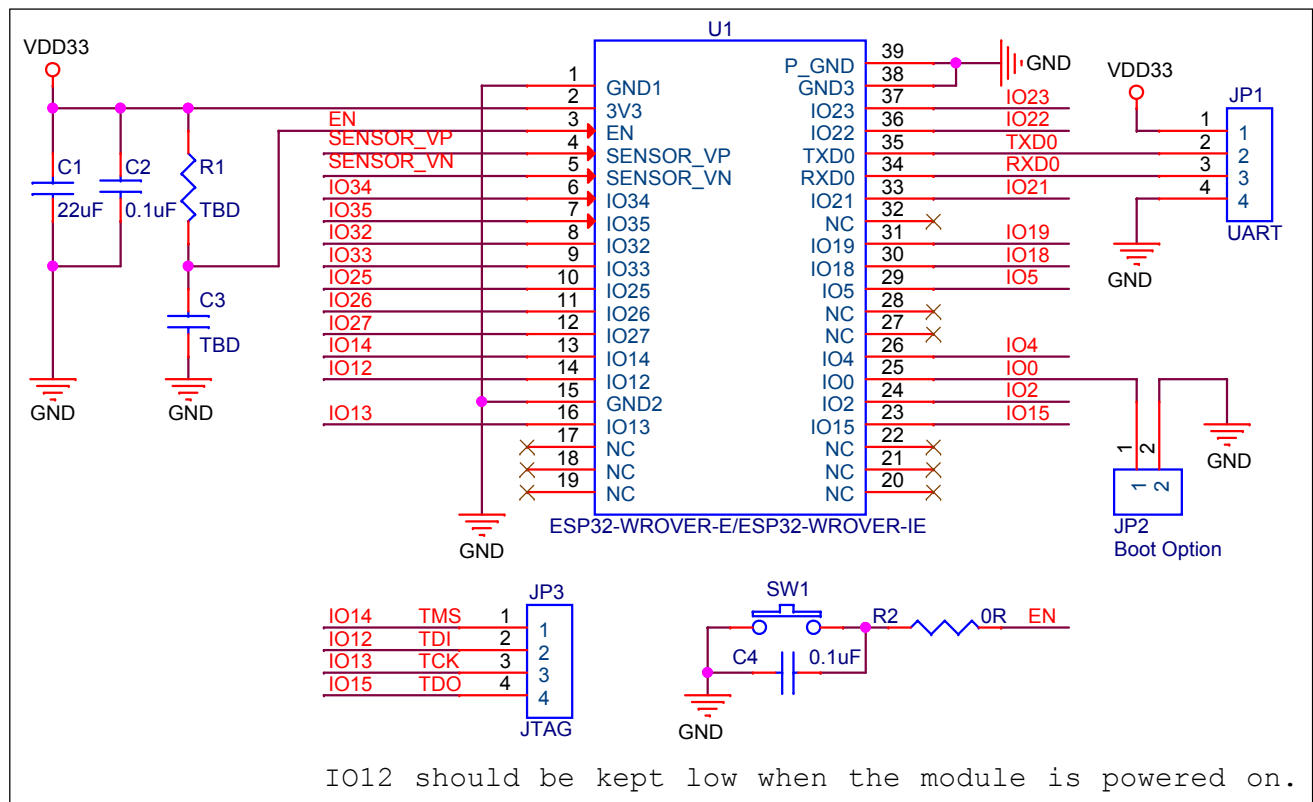 U1
VDD33
1
GND1
2
3V3
EN
3
EN
SENSOR_VP
4
SENSOR_VP
SENSOR_VN
5
SENSOR_VN
IO34
6
IO34
IO35
7
IO35
IO32
8
IO32
IO33
9
IO33
IO25
10
IO25
IO26
11
IO26
IO27
12
IO27
IO14
13
IO14
IO12
14
IO12
15
GND2
IO13
16
IO13
17
NC
18
NC
19
NC
39
P_GND
GND
38
GND3
37
IO23
IO23
36
IO22
IO22
35
TXD0
TXD0
34
RXD0
RXD0
33
IO21
IO21
32
NC
31
IO19
IO19
30
IO18
IO18
29
IO5
IO5
28
NC
27
NC
26
IO4
IO4
25
IO0
IO0
24
IO2
IO2
23
IO15
IO15
22
NC
21
NC
20
NC
ESP32-WROVER-E/ESP32-WROVER-IE
C1
22uF
C2
0.1uF
R1
TBD
C3
TBD
GND
GND
GND
VDD33
JP1
1 1
2 2
3 3
4 4
UART
GND
GND
1 2
1 2
JP2
Boot Option
JP3
IO14 TMS 1 1
IO12 TDI 2 2
IO13 TCK 3 3
IO15 TDO 4 4
JTAG
SW1
R2 0R EN
C4 0.1uF
GND
IO12 should be kept low when the module is powered on.